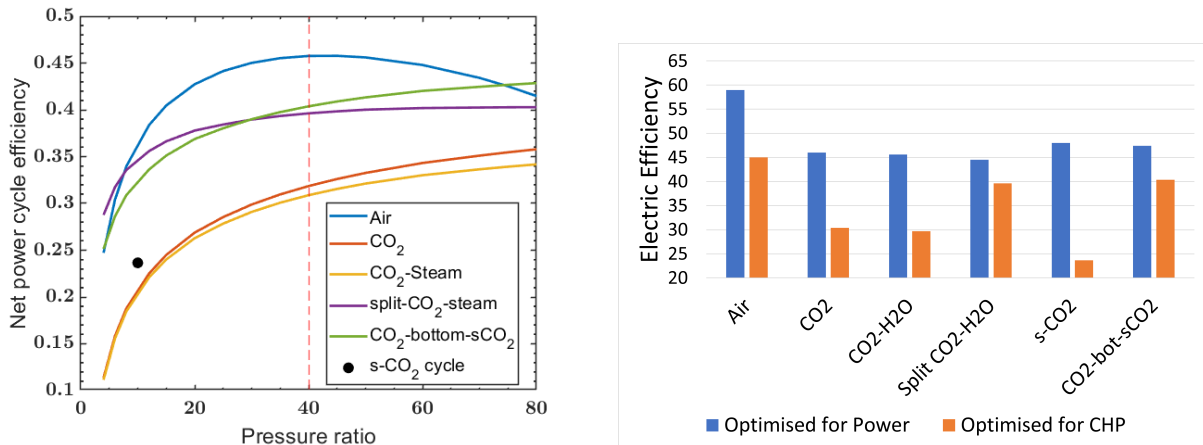 Net power cycle efficiency
0.5
0.45
0.4
0.35
0.3
0.25
0.2
0.15
0.1
0
20
40
60
80
Pressure ratio
Air
CO2
CO2-Steam
split-CO2-steam
CO2-bottom-sCO2
s-CO2 cycle
Electric Efficiency
65
60
55
50
45
40
35
30
25
20
Air
CO2
CO2-H2O
Split CO2-H2O
s-CO2
CO2-bot-sCO2
Optimised for Power
Optimised for CHP